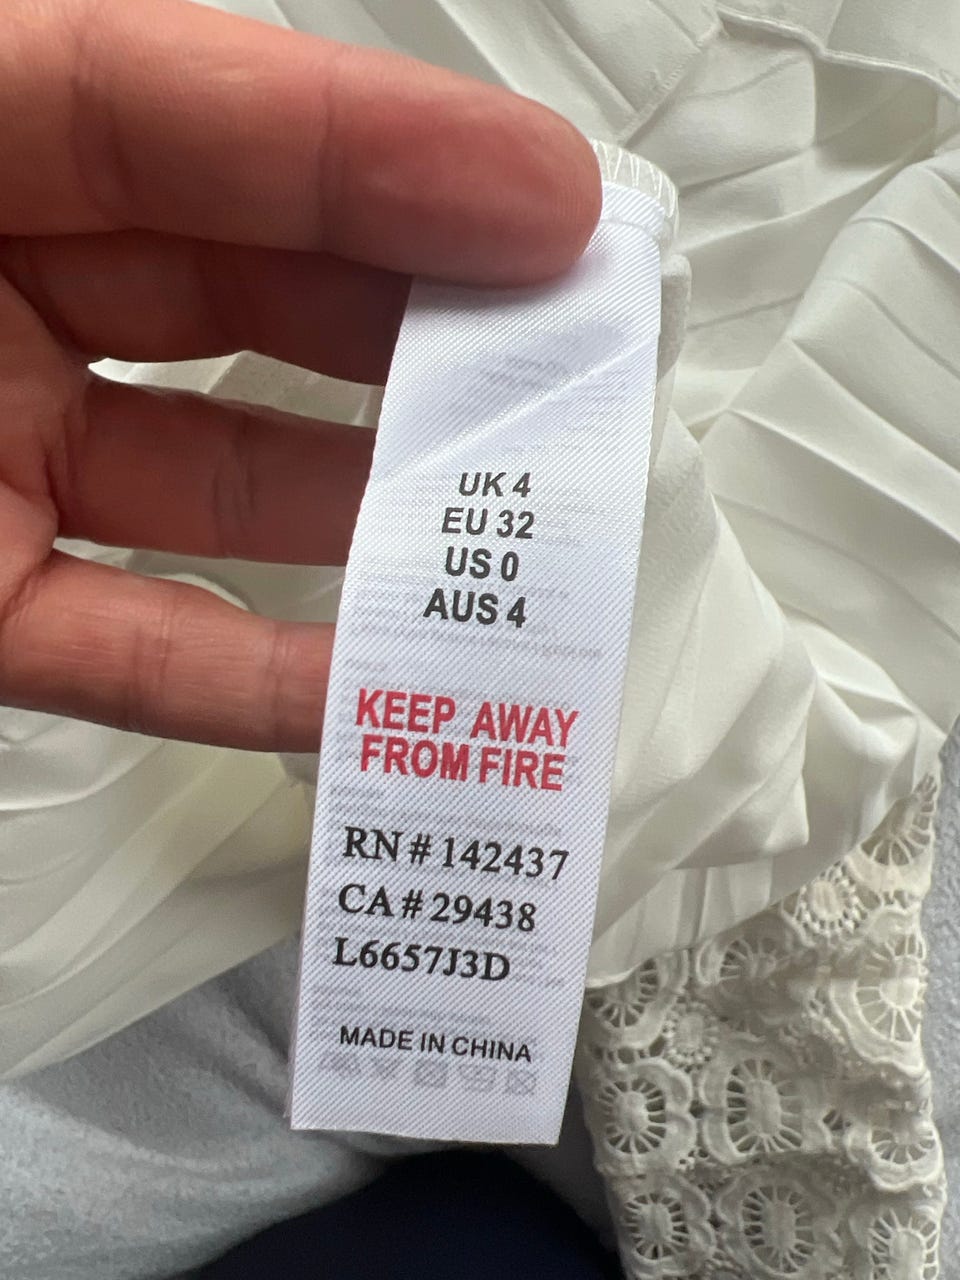 UK 4
EU 32
US 0
AUS 4
KEEP AWAY
FROM FIRE
RN # 142437
CA # 29438
L6657J3D
MADE IN CHINA